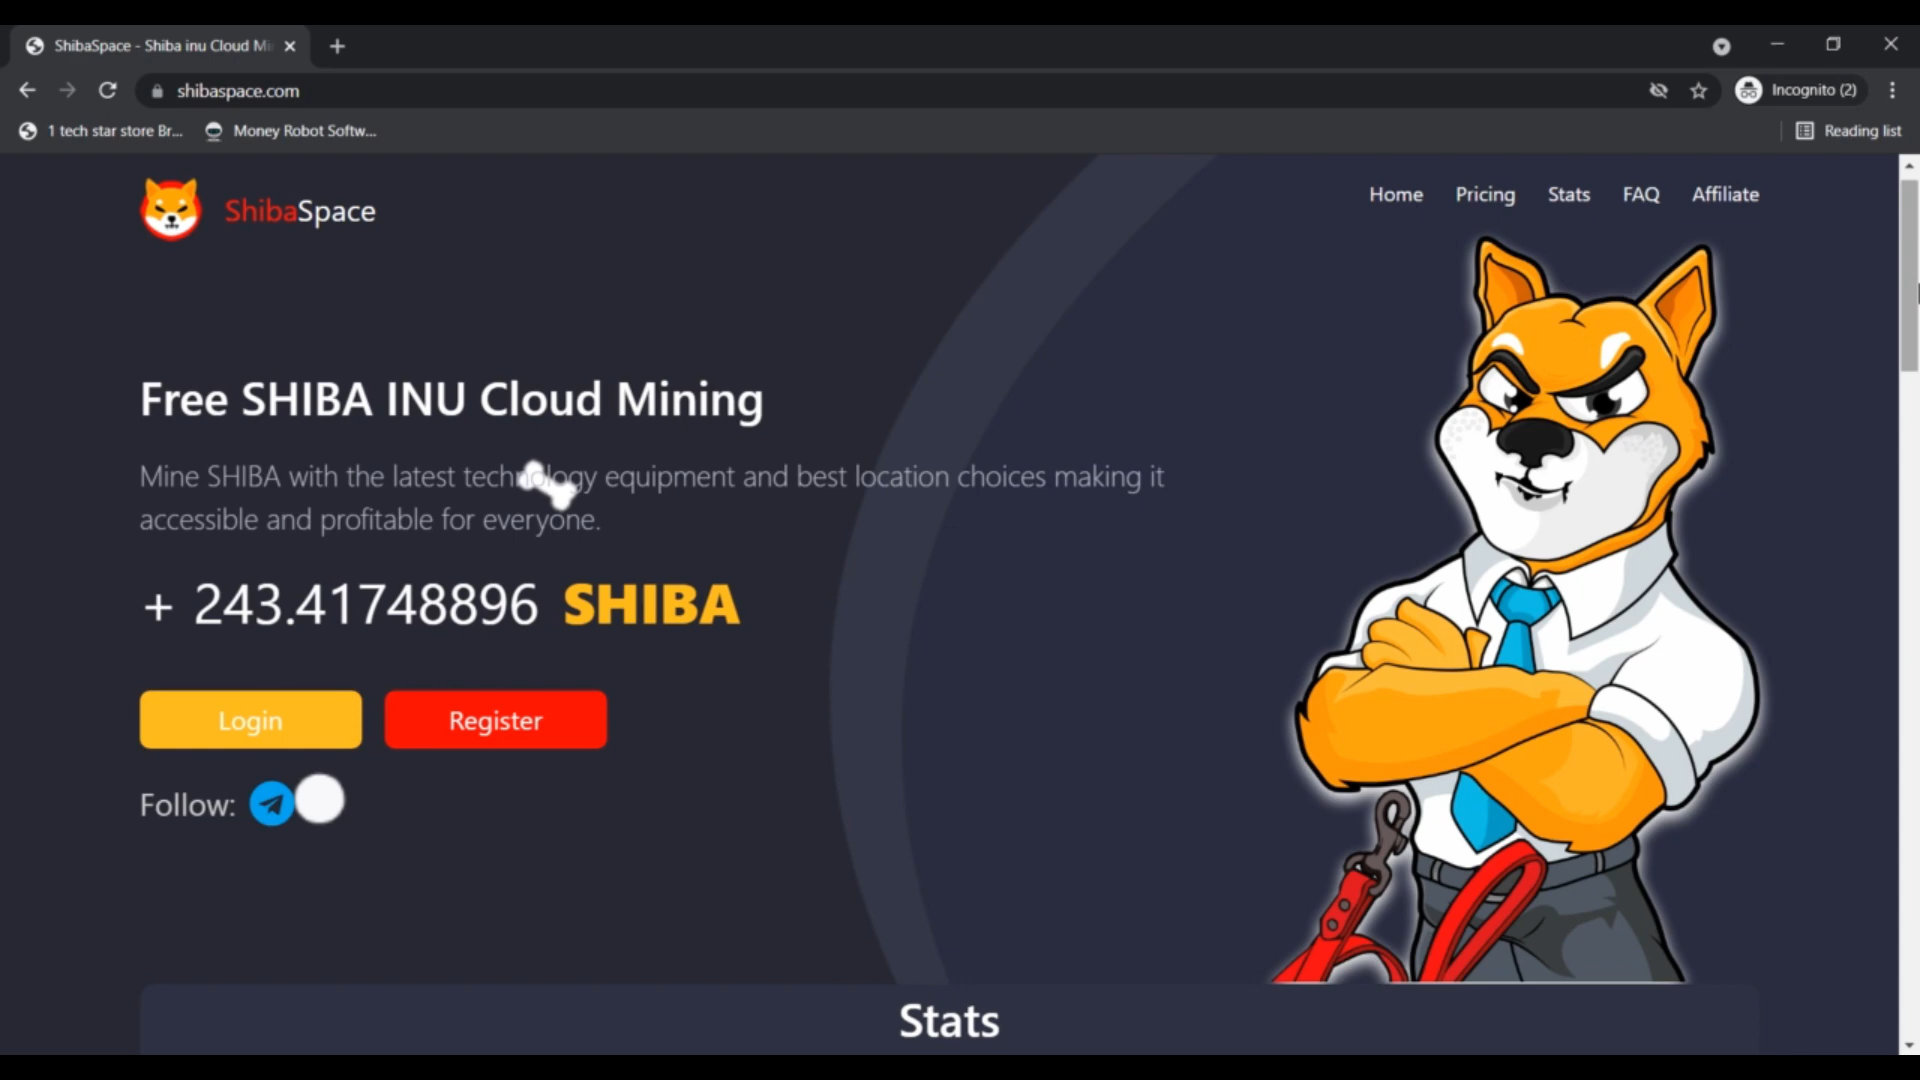 ShibaSpace - Shiba inu Cloud Mi
shibaspace.com
Incognito (2)
1 tech star store Br...
Money Robot Softw...
Reading list
ShibaSpace
Home
Pricing
Stats
FAQ
Affiliate
Free SHIBA INU Cloud Mining
Mine SHIBA with the latest technology equipment and best location choices making it
accessible and profitable for everyone.
+ 243.41748896 SHIBA
Login
Register
Follow:
Stats